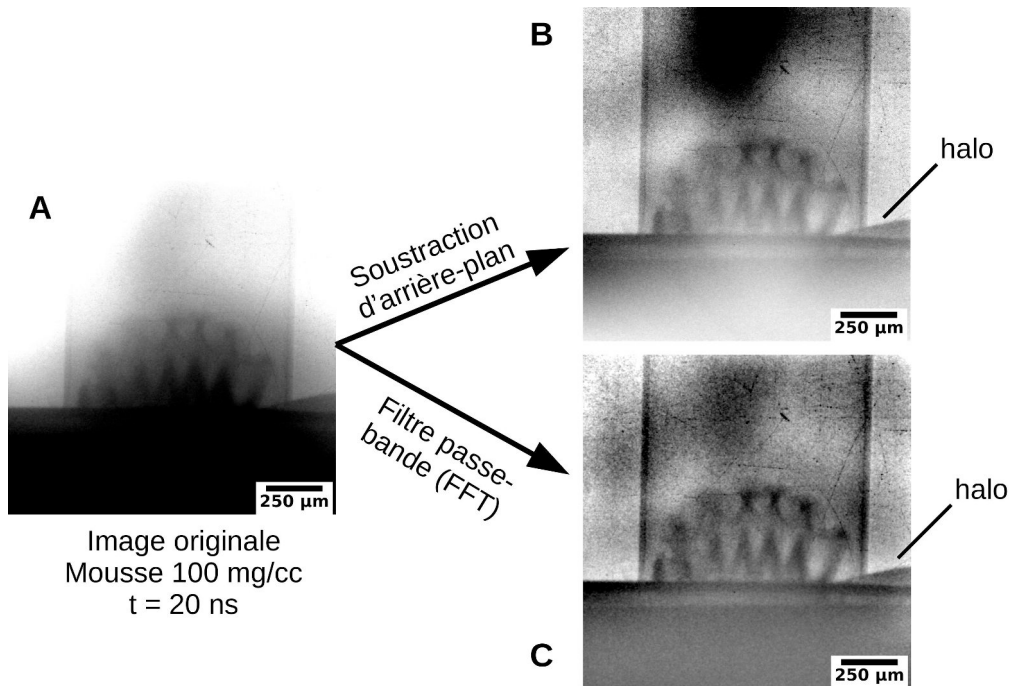 A
250 µm
Image originale
Mousse 100 mg/cc
t = 20 ns
Soustraction
d'arrière-plan
Filtre passe-
bande (FFT)
B
halo
250 µm
halo
C
250 µm